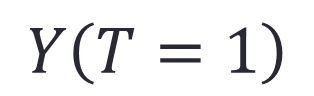 Y(T = 1)